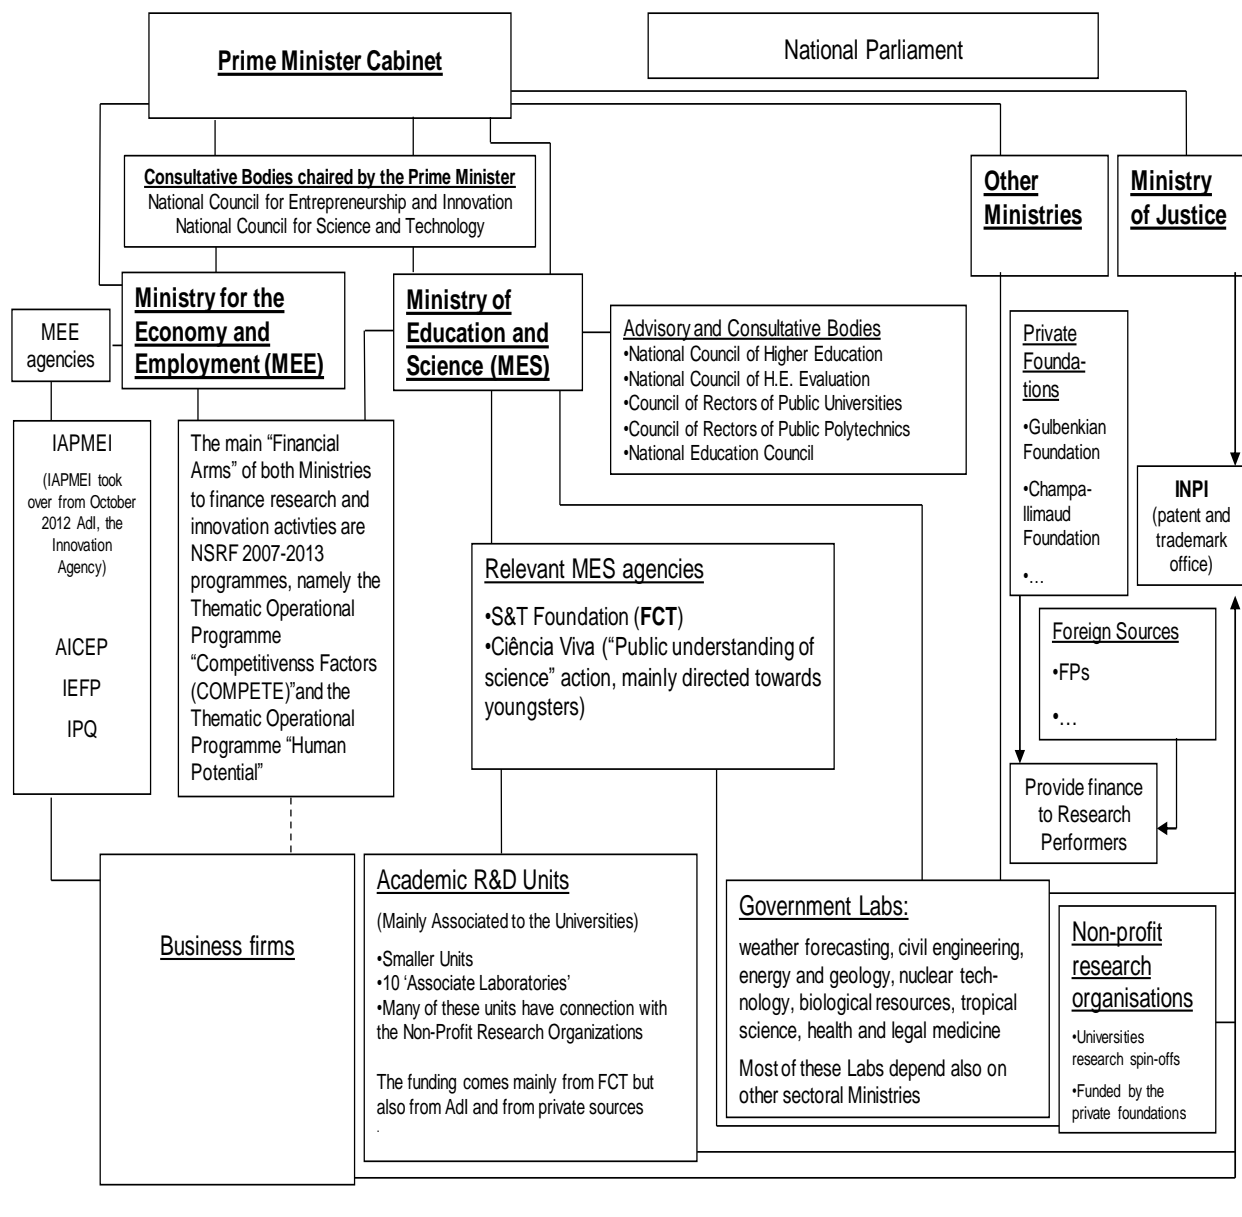 Prime Minister Cabinet
National Parliament
Consultative Bodies chaired by the Prime Minister
National Council for Entrepreneurship and Innovation
National Council for Science and Technology
Other
Ministries
Ministry
of Justice
Ministry for the
Economy and
Employment (MEE)
Ministry of
Education and
Science (MES)
MEE
agencies
Advisory and Consultative Bodies
•National Council of Higher Education
•National Council of H.E. Evaluation
•Council of Rectors of Public Universities
•Council of Rectors of Public Polytechnics
•National Education Council
Private
Founda-
tions
•Gulbenkian
Foundation
•Champa-
llimaud
Foundation
•…
INPI
(patent and
trademark
office)
IAPMEI
(IAPMEI took
over from October
2012 AdI, the
Innovation
Agency)
AICEP
IEFP
IPQ
The main “Financial
Arms” of both Ministries
to finance research and
innovation activties are
NSRF 2007-2013
programmes, namely the
Thematic Operational
Programme
“Competitivenss Factors
(COMPETE)”and the
Thematic Operational
Programme “Human
Potential”
Relevant MES agencies
•S&T Foundation (FCT)
•Ciência Viva (“Public understanding of
science” action, mainly directed towards
youngsters)
Foreign Sources
•FPs
•…
Provide finance
to Research
Performers
Business firms
Academic R&D Units
(Mainly Associated to the Universities)
•Smaller Units
•10 ‘Associate Laboratories’
•Many of these units have connection with
the Non-Profit Research Organizations
The funding comes mainly from FCT but
also from AdI and from private sources
.
Government Labs:
weather forecasting, civil engineering,
energy and geology, nuclear tech-
nology, biological resources, tropical
science, health and legal medicine
Most of these Labs depend also on
other sectoral Ministries
Non-profit
research
organisations
•Universities
research spin-offs
•Funded by the
private foundations